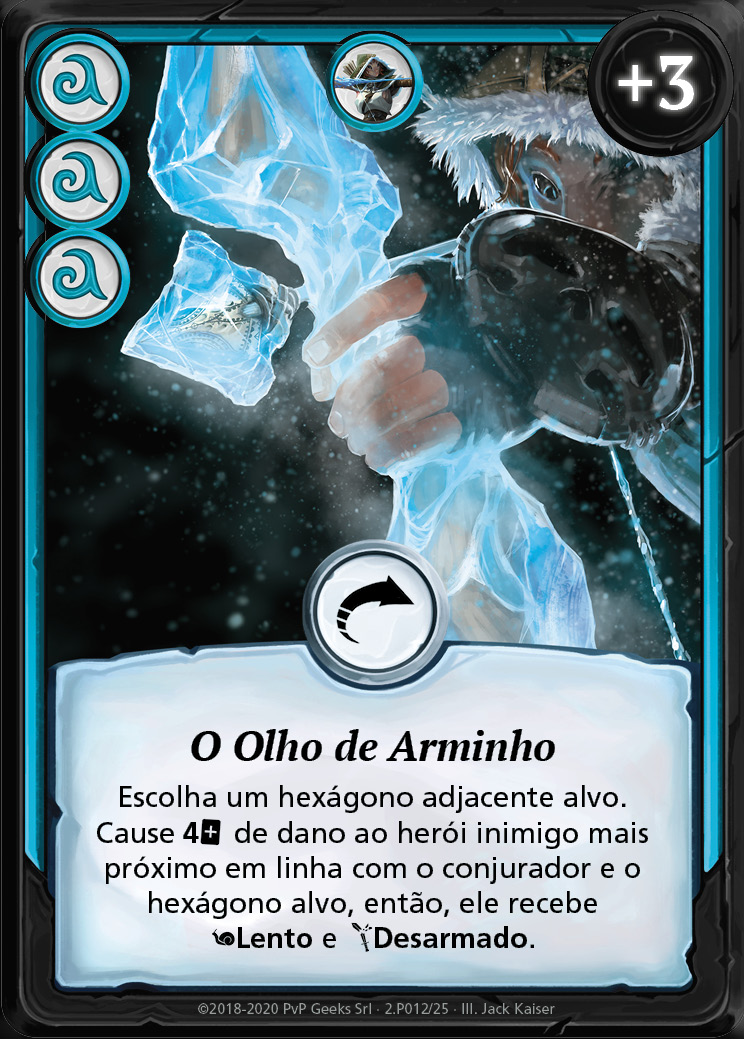 +3
a
a
a
O Olho de Arminho
Escolha um hexágono adjacente alvo.
Cause 4+ de dano ao herói inimigo mais
próximo em linha com o conjurador e o
hexágono alvo, então, ele recebe
Lento e Desarmado.
©2018-2020 PvP Geeks Srl · 2.P012/25 · Ill. Jack Kaiser